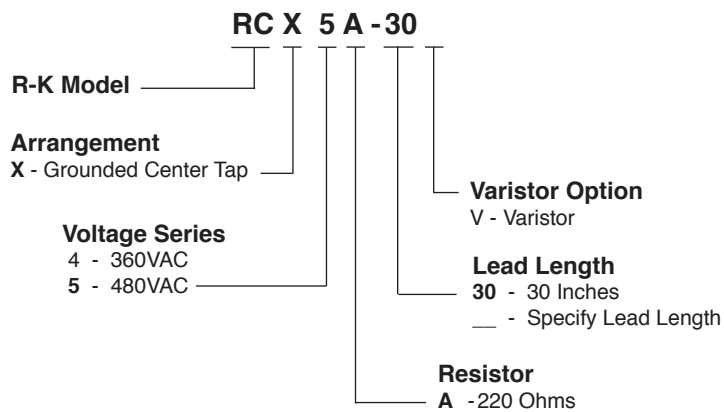 RC X 5 A - 30
R-K Model
Arrangement
X - Grounded Center Tap
Voltage Series
4 - 360VAC
5 - 480VAC
Varistor Option
V - Varistor
Lead Length
30 - 30 Inches
__ - Specify Lead Length
Resistor
A - 220 Ohms